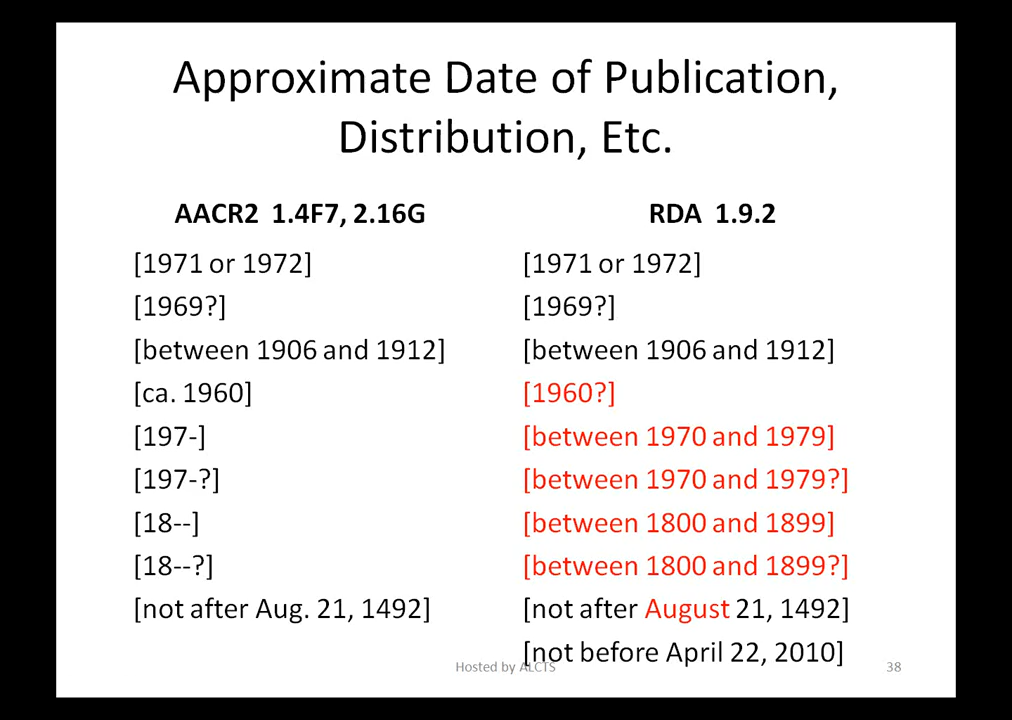 Approximate Date of Publication,
Distribution, Etc.
AACR2 1.4F7, 2.16G
[1971 or 1972]
[1969?]
[between 1906 and 1912]
[ca. 1960]
[197-]
[197-?]
[18--]
[18--?]
[not after Aug. 21, 1492]
RDA 1.9.2
[1971 or 1972]
[1969?]
[between 1906 and 1912]
[1960?]
[between 1970 and 1979]
[between 1970 and 1979?]
[between 1800 and 1899]
[between 1800 and 1899?]
[not after August 21, 1492]
[not before April 22, 2010]
Hosted by ALCTS
38